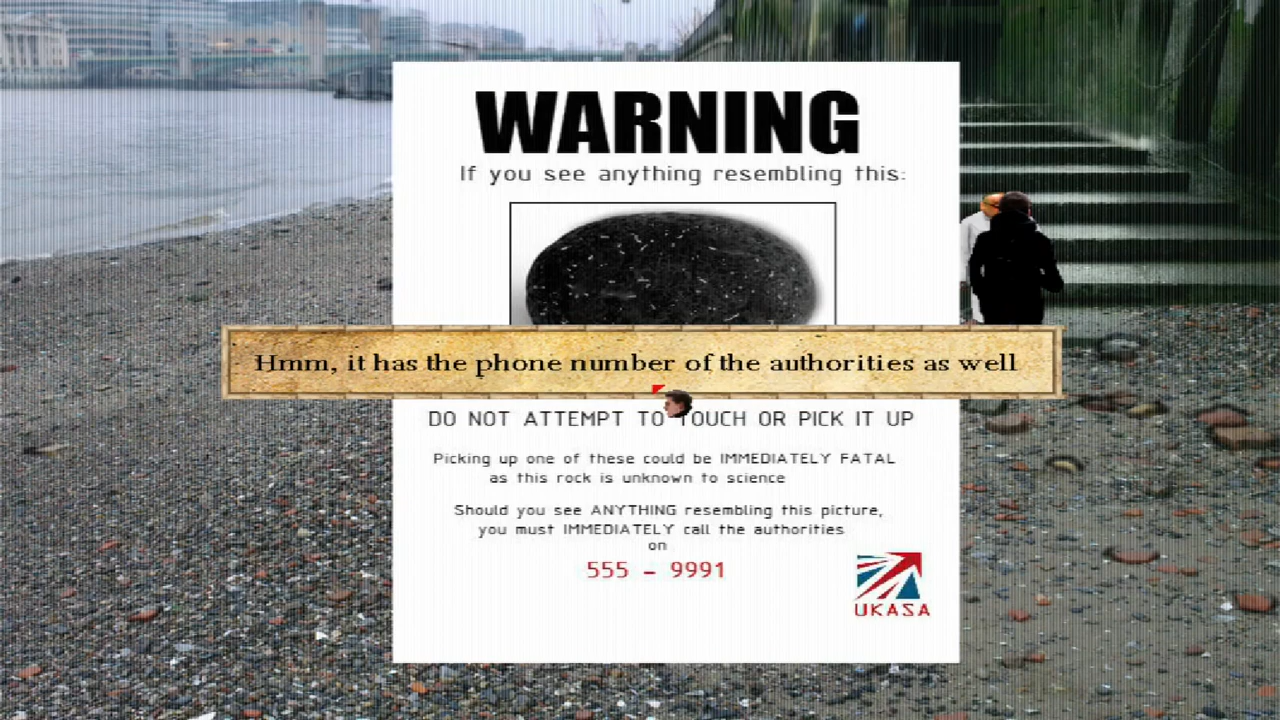 WARNING
If you see anything resembling this:
Hmm, it has the phone number of the authorities as well
DO NOT ATTEMPT TO TOUCH OR PICK IT UP
Picking up one of these could be IMMEDIATELY FATAL
as this rock is unknown to science
Should you see ANYTHING resembling this picture,
you must IMMEDIATELY call the authorities
on
555 - 9991
UKASA